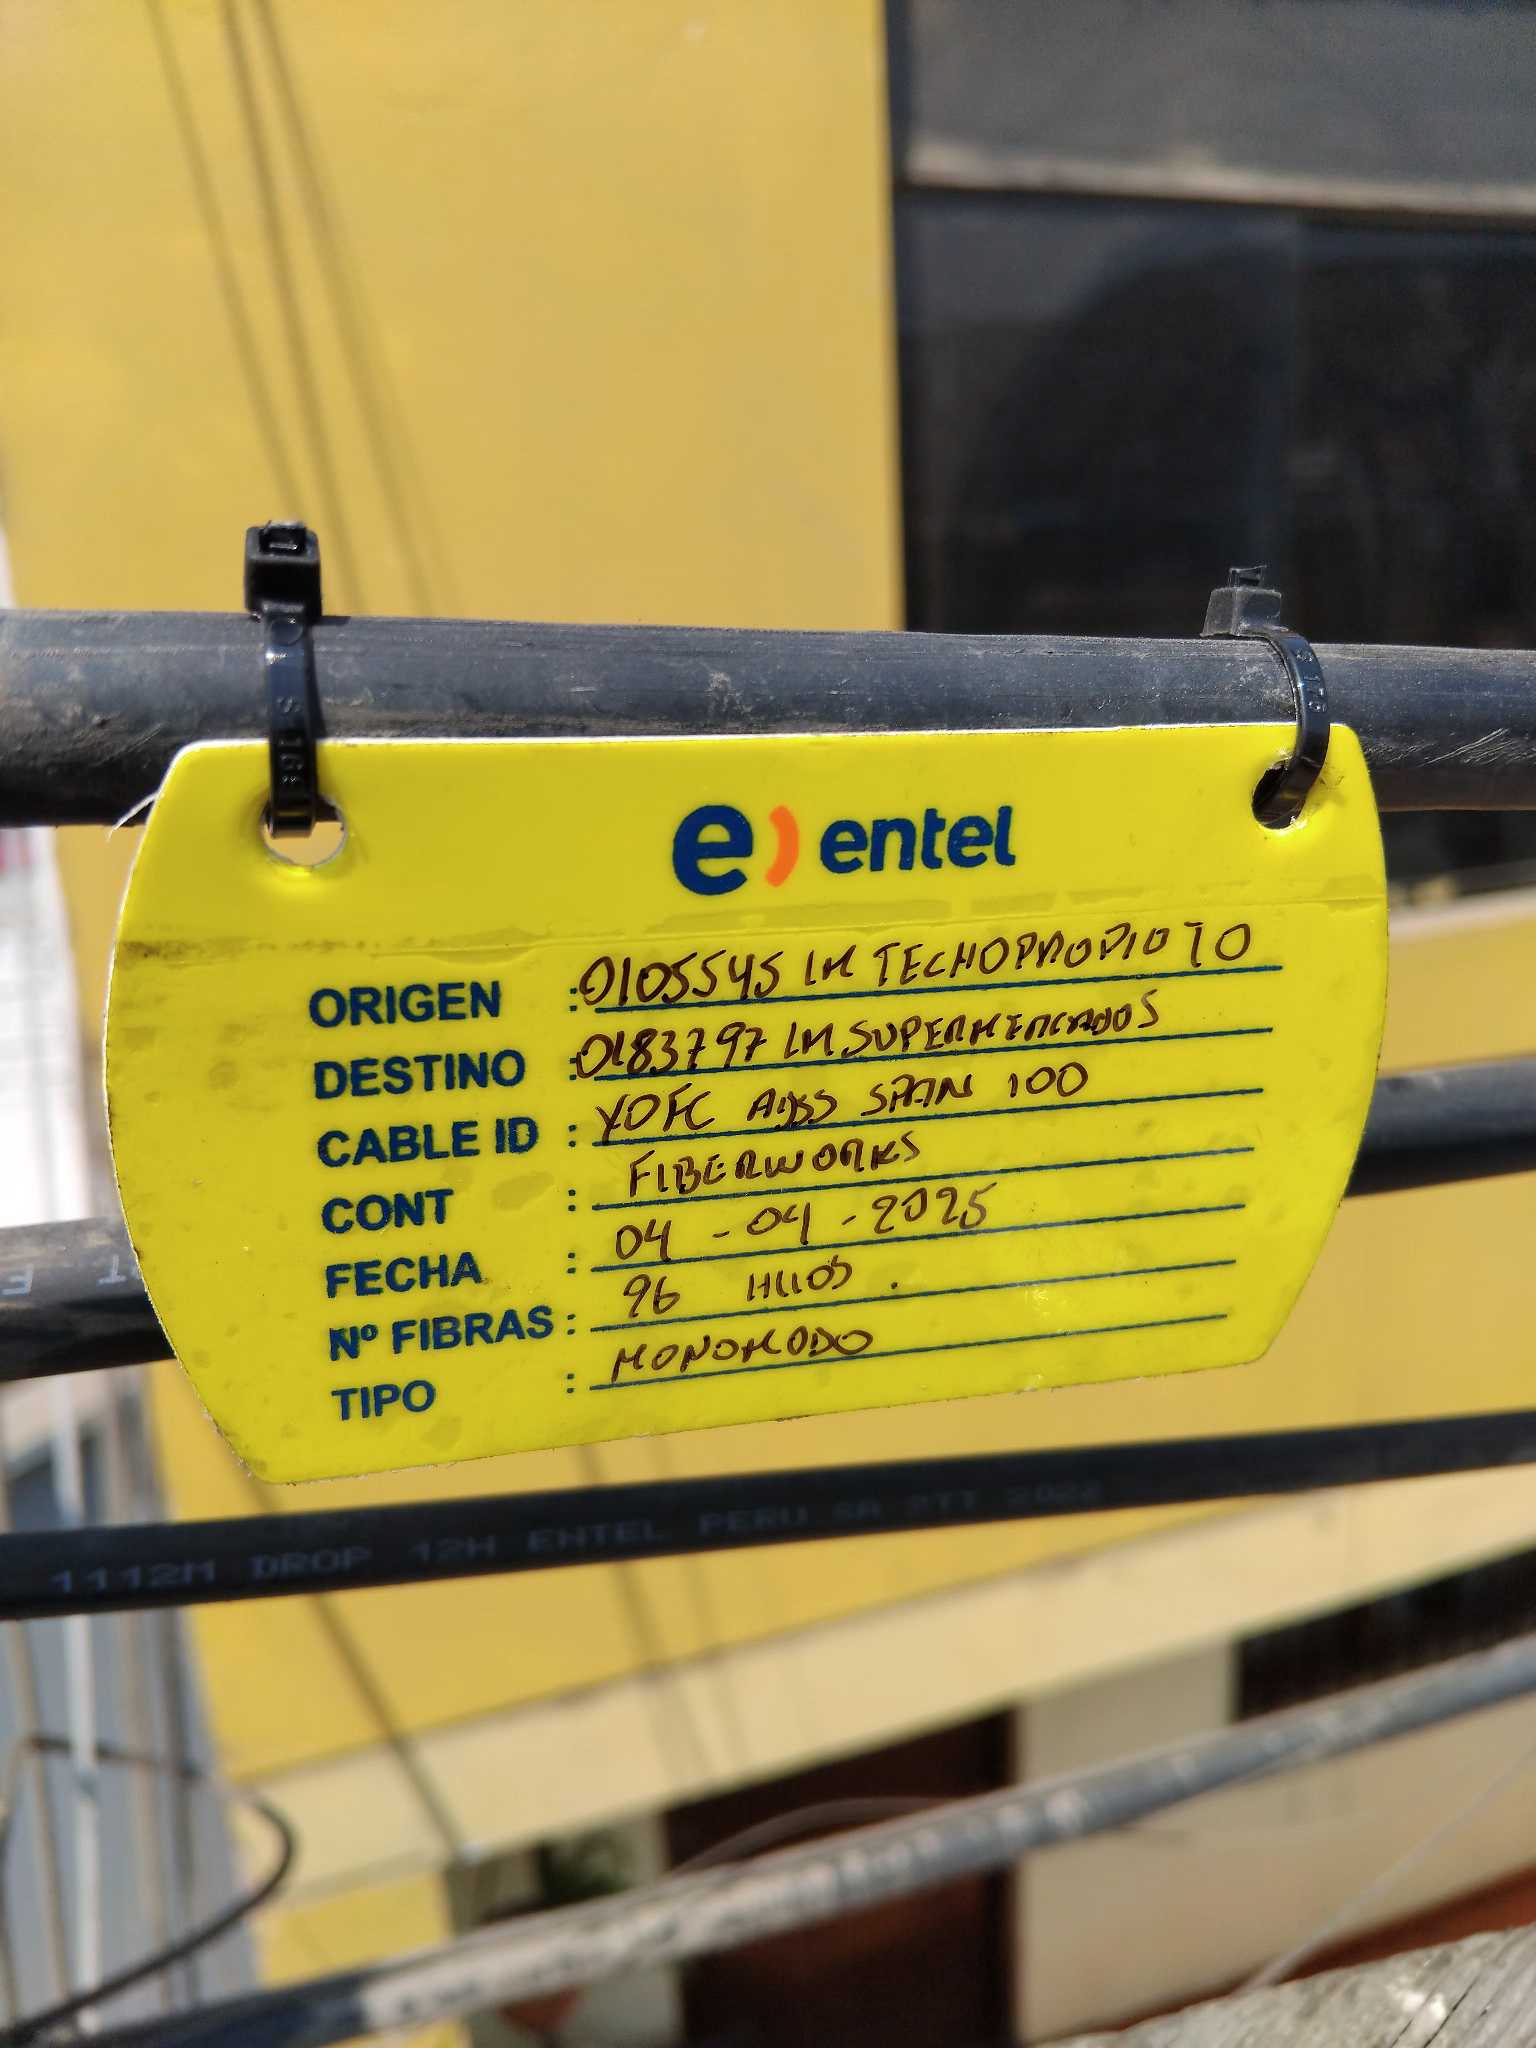 e) entel
ORIGEN : 0105545 LM TECHOPROPIO TO
DESTINO : 0183797 LM SUPERMERCADOS
CABLE ID : YOFC ADSS SPAN 100
CONT : FIBERWORKS
FECHA : 04 - 04 - 2025
Nº FIBRAS : 96 HILOS .
TIPO : MONOMODO
1112M DROP 12H ENTEL PERU SA 2TT 2022